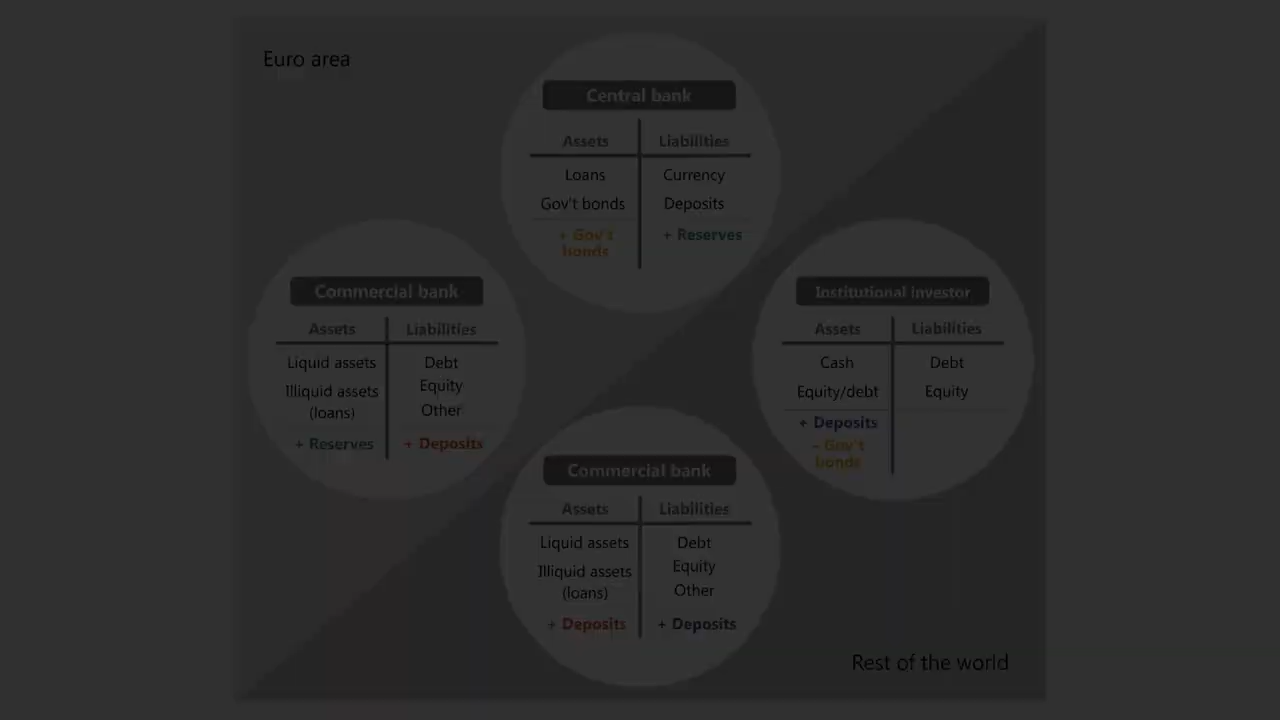 Euro area
Central bank
Assets Liabilities
Loans Currency
Gov't bonds Deposits
+ Gov't + Reserves
bonds
Commercial bank
Assets Liabilities
Liquid assets Debt
Illiquid assets Equity
(loans) Other
+ Reserves + Deposits
Institutional investor
Assets Liabilities
Cash Debt
Equity/debt Equity
+ Deposits
- Gov't
bonds
Commercial bank
Assets Liabilities
Liquid assets Debt
Illiquid assets Equity
(loans) Other
+ Deposits + Deposits
Rest of the world